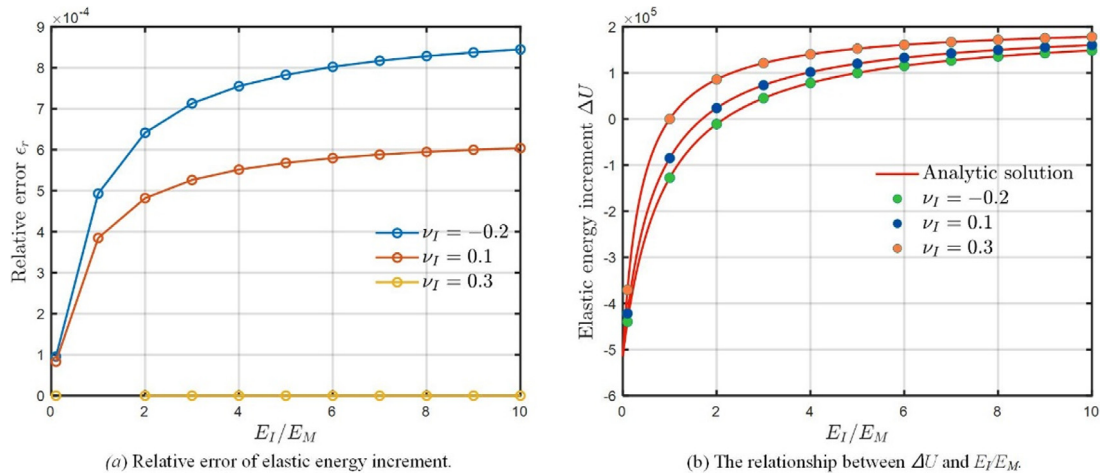 ×10⁻⁴
9
8
7
6
5
4
3
2
1
0
Relative error ϵᵣ
ν_I = −0.2
ν_I = 0.1
ν_I = 0.3
0 2 4 6 8 10
E_I/E_M
(a) Relative error of elastic energy increment.
×10⁵
2
1
0
-1
-2
-3
-4
-5
-6
Elastic energy increment ΔU
Analytic solution
ν_I = −0.2
ν_I = 0.1
ν_I = 0.3
0 2 4 6 8 10
E_I/E_M
(b) The relationship between ΔU and E_I/E_M.